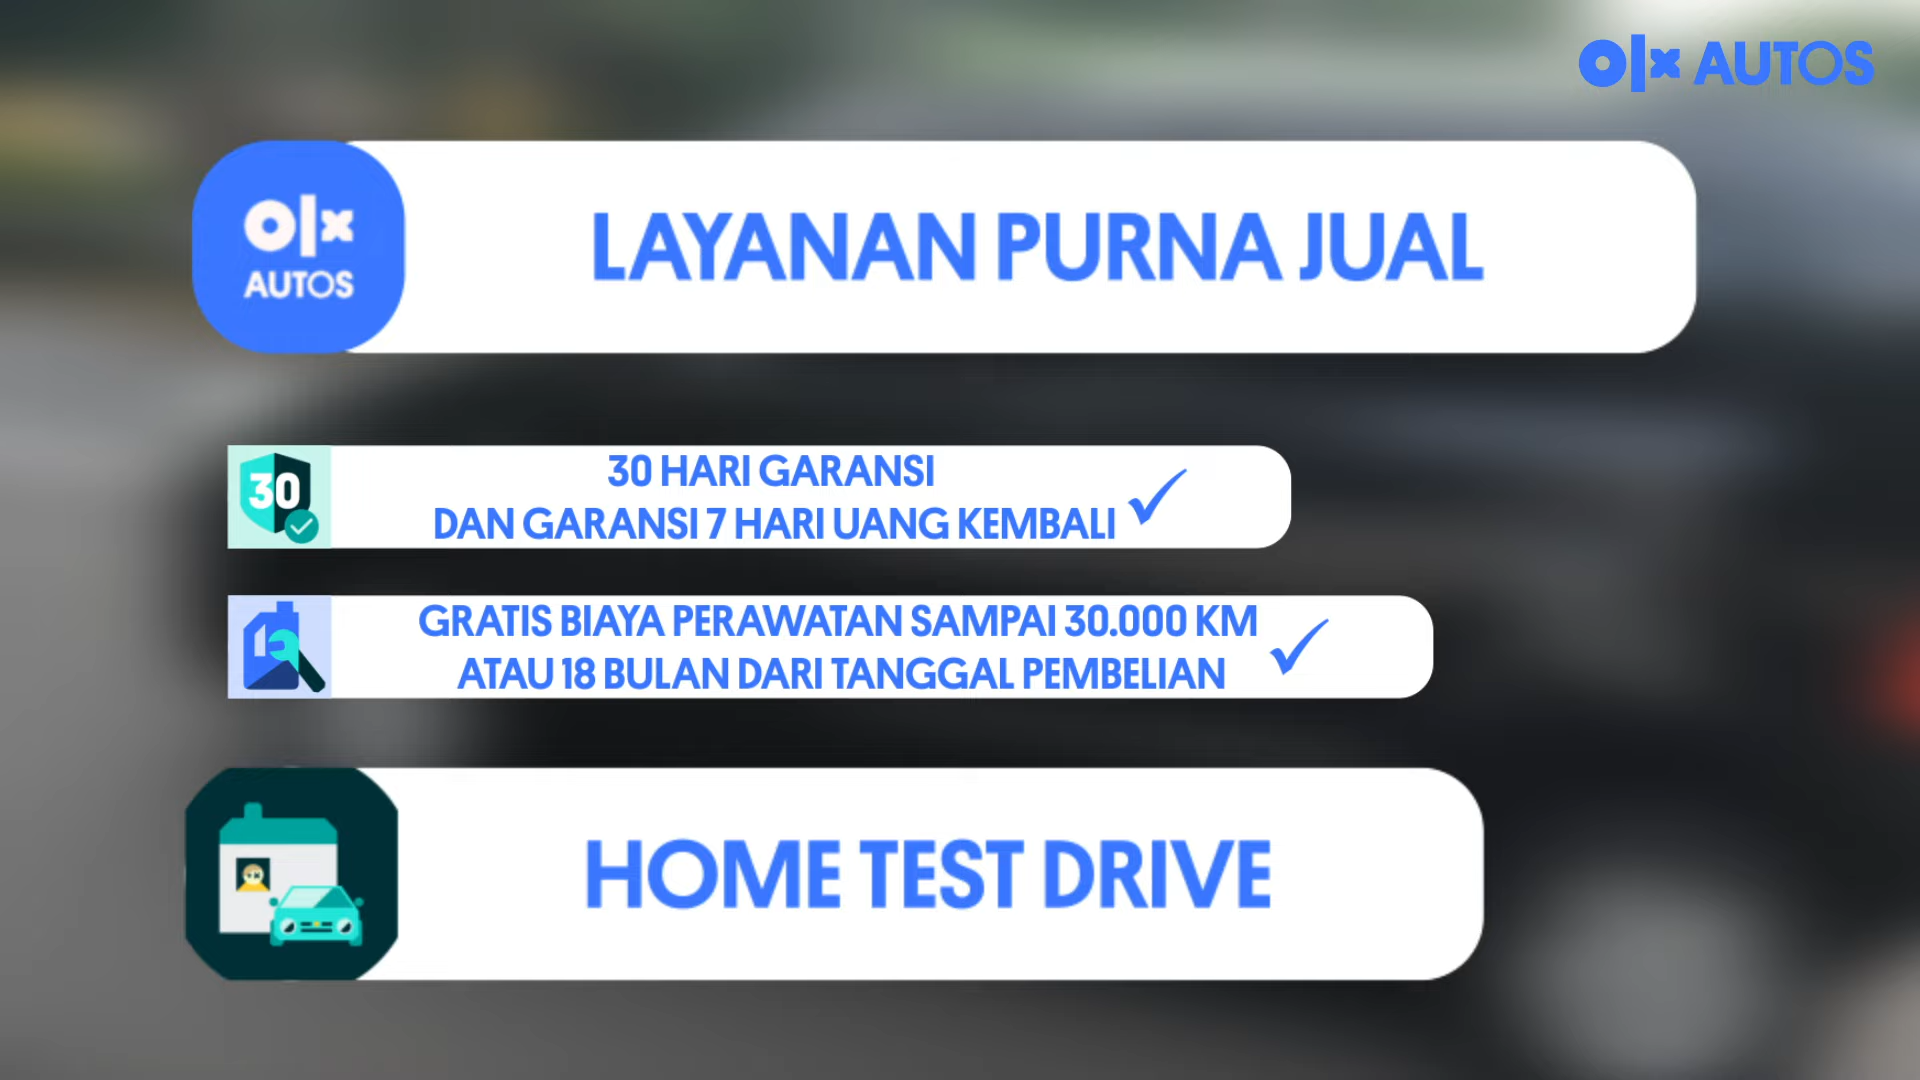 olx AUTOS
olx
AUTOS
LAYANAN PURNA JUAL
30
30 HARI GARANSI
DAN GARANSI 7 HARI UANG KEMBALI
GRATIS BIAYA PERAWATAN SAMPAI 30.000 KM
ATAU 18 BULAN DARI TANGGAL PEMBELIAN
HOME TEST DRIVE